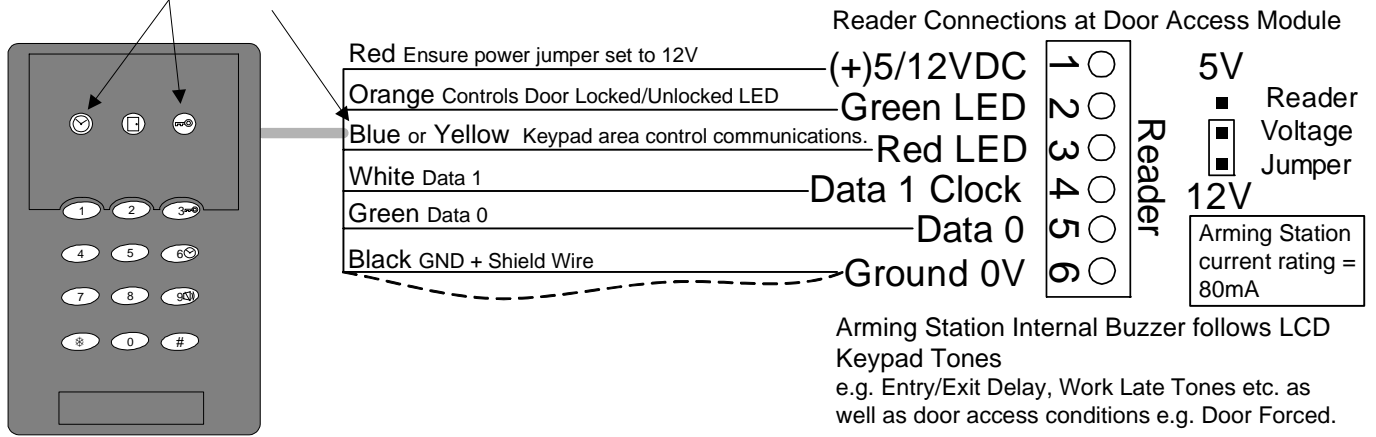 Reader Connections at Door Access Module
Red Ensure power jumper set to 12V
(+)5/12VDC
1
5V
Orange Controls Door Locked/Unlocked LED
Green LED
2
Reader
Blue or Yellow Keypad area control communications.
Red LED
3
Reader
Voltage
Jumper
White Data 1
Data 1 Clock
4
12V
Green Data 0
Data 0
5
Black GND + Shield Wire
Ground 0V
6
Arming Station
current rating =
80mA
1 2 3
4 5 6
7 8 9
✻ 0 #
Arming Station Internal Buzzer follows LCD
Keypad Tones
e.g. Entry/Exit Delay, Work Late Tones etc. as
well as door access conditions e.g. Door Forced.